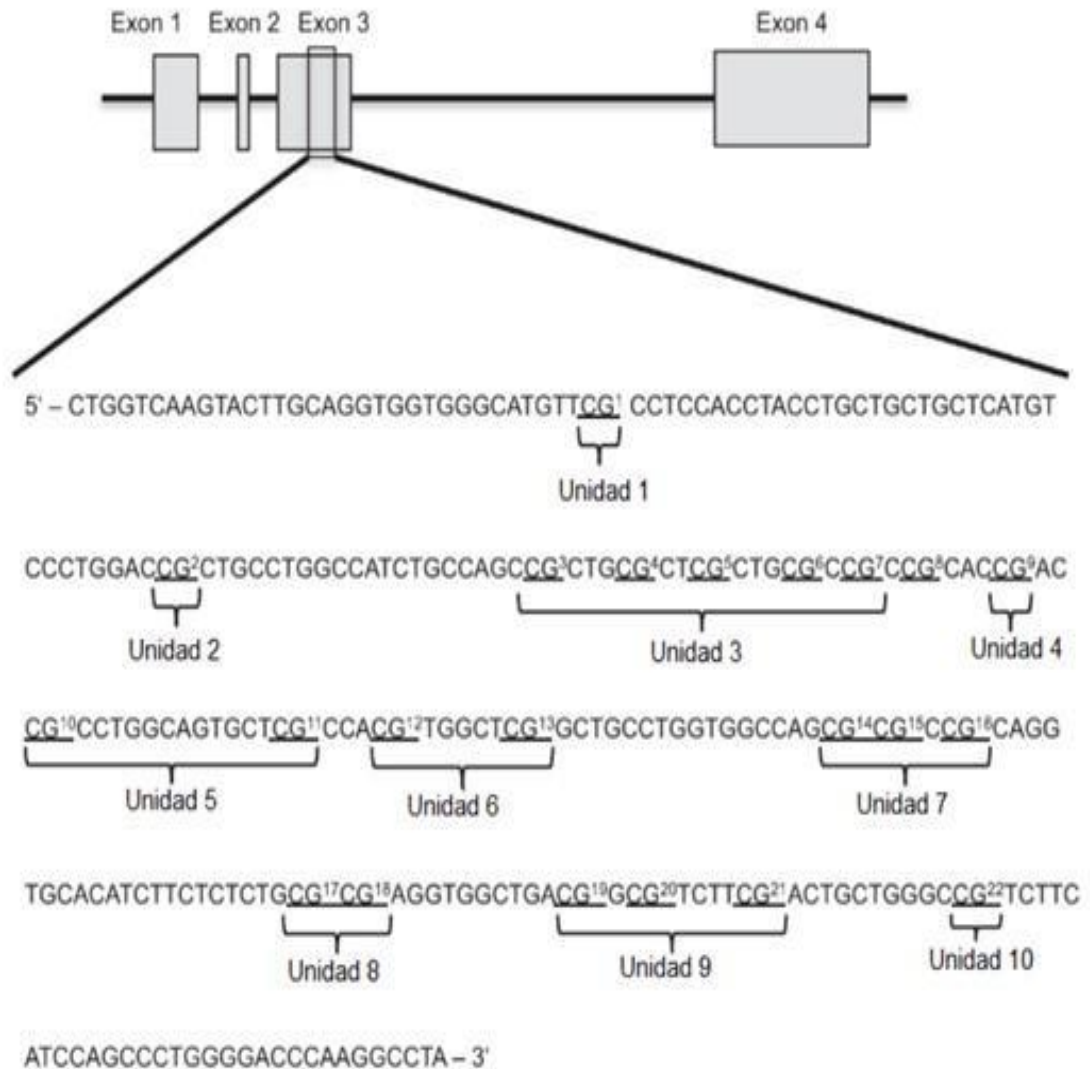 Exon 1 Exon 2 Exon 3 Exon 4
5' – CTGGTCAAGTACTTGCAGGTGGTGGGCATGTTCG¹ CCTCCACCTACCTGCTGCTGCTCATGT
Unidad 1
CCCTGGACCG²CTGCCTGGCCATCTGCCAGCCG³CTGCG⁴CTCG⁵CTGCG⁶CCG⁷CCG⁸CACCG⁹AC
Unidad 2 Unidad 3 Unidad 4
CG¹⁰CCTGGCAGTGCTCG¹¹CCACG¹²TGGCTCG¹³GCTGCCTGGTGGCCAGCG¹⁴CG¹⁵CCG¹⁶CAGG
Unidad 5 Unidad 6 Unidad 7
TGCACATCTTCTCTCTGCG¹⁷CG¹⁸AGGTGGCTGACG¹⁹GCG²⁰TCTTCG²¹ACTGCTGGGCCG²²TCTTC
Unidad 8 Unidad 9 Unidad 10
ATCCAGCCCTGGGGACCCAAGGCCTA – 3'